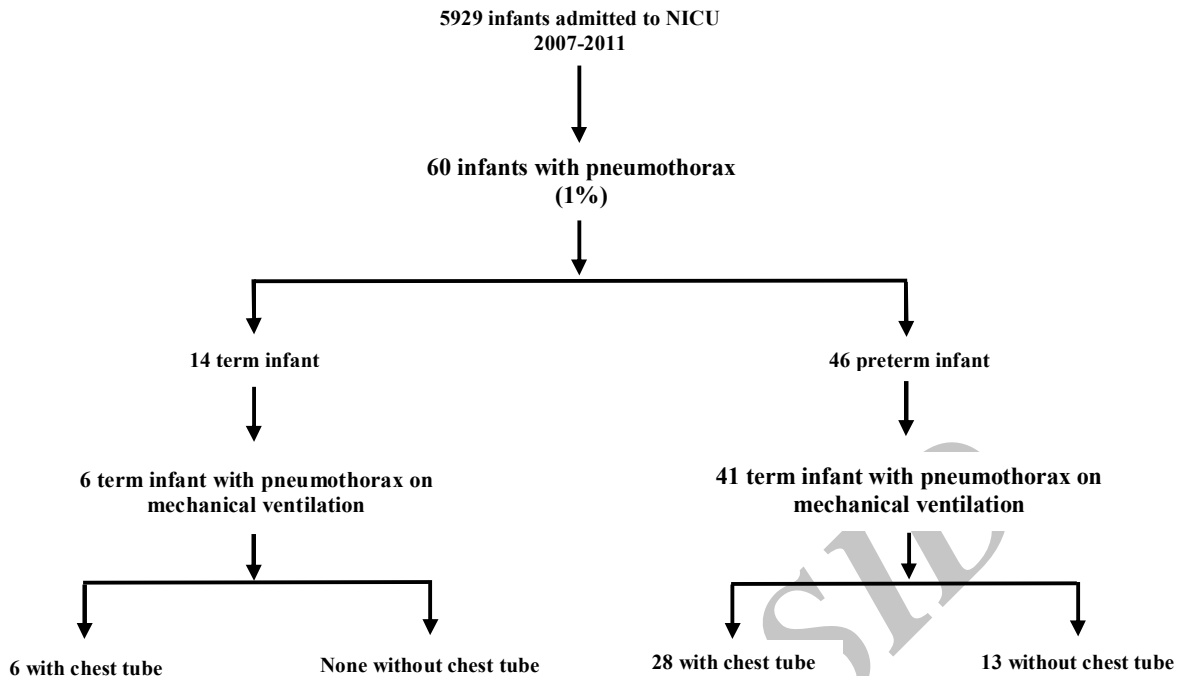 5929 infants admitted to NICU
2007-2011
60 infants with pneumothorax
(1%)
14 term infant
46 preterm infant
6 term infant with pneumothorax on
mechanical ventilation
41 term infant with pneumothorax on
mechanical ventilation
6 with chest tube
None without chest tube
28 with chest tube
13 without chest tube